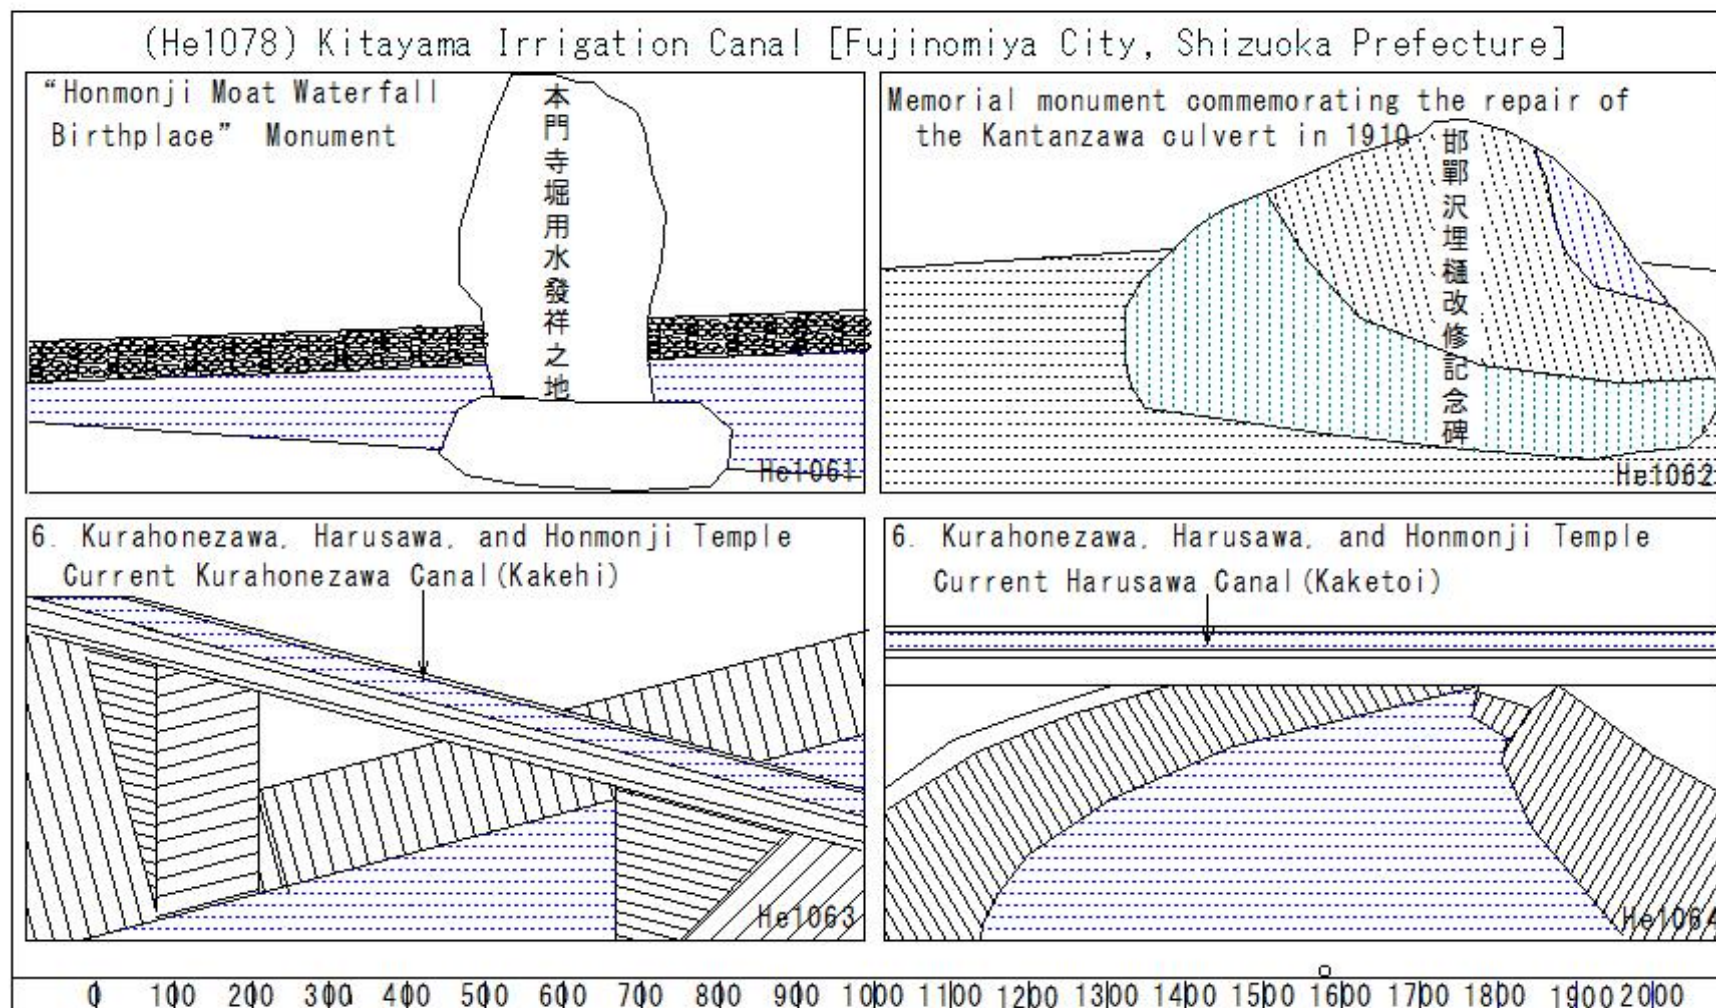 (He1078) Kitayama Irrigation Canal [Fujinomiya City, Shizuoka Prefecture]
“Honmonji Moat Waterfall
Birthplace” Monument
本門寺堀用水發祥之地
He1061
Memorial monument commemorating the repair of
the Kantanzawa culvert in 1910
邯鄲沢埋樋改修記念碑
He1062
6. Kurahonezawa, Harusawa, and Honmonji Temple
Current Kurahonezawa Canal(Kakehi)
He1063
6. Kurahonezawa, Harusawa, and Honmonji Temple
Current Harusawa Canal(Kaketoi)
He1064
0 100 200 300 400 500 600 700 800 900 1000 1100 1200 1300 1400 1500 1600 1700 1800 1900 2000